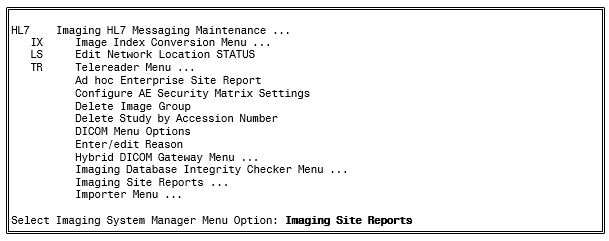 HL7    Imaging HL7 Messaging Maintenance ...
   IX     Image Index Conversion Menu ...
   LS     Edit Network Location STATUS
   TR     Telereader Menu ...
          Ad hoc Enterprise Site Report
          Configure AE Security Matrix Settings
          Delete Image Group
          Delete Study by Accession Number
          DICOM Menu Options
          Enter/edit Reason
          Hybrid DICOM Gateway Menu ...
          Imaging Database Integrity Checker Menu ...
          Imaging Site Reports ...
          Importer Menu ...
Select Imaging System Manager Menu Option: Imaging Site Reports